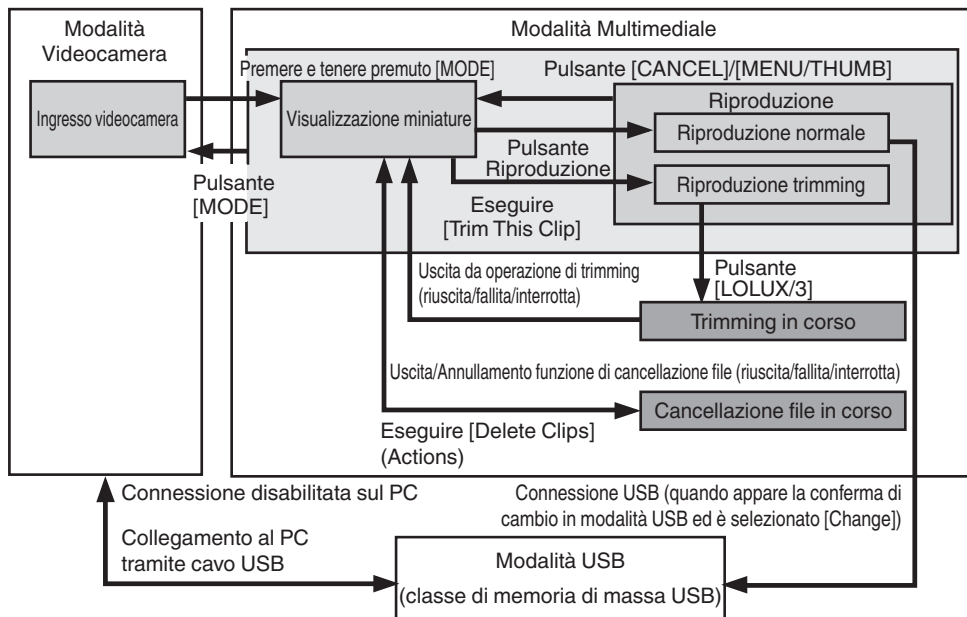 Modalità
Videocamera
Modalità Multimediale
Premere e tenere premuto [MODE]
Pulsante [CANCEL]/[MENU/THUMB]
Ingresso videocamera
Visualizzazione miniature
Riproduzione
Riproduzione normale
Pulsante
Riproduzione
Riproduzione trimming
Pulsante
[MODE]
Eseguire
[Trim This Clip]
Uscita da operazione di trimming
(riuscita/fallita/interrotta)
Pulsante
[LOLUX/3]
Trimming in corso
Uscita/Annullamento funzione di cancellazione file (riuscita/fallita/interrotta)
Cancellazione file in corso
Eseguire [Delete Clips]
(Actions)
Connessione disabilitata sul PC
Connessione USB (quando appare la conferma di
cambio in modalità USB ed è selezionato [Change])
Collegamento al PC
tramite cavo USB
Modalità USB
(classe di memoria di massa USB)